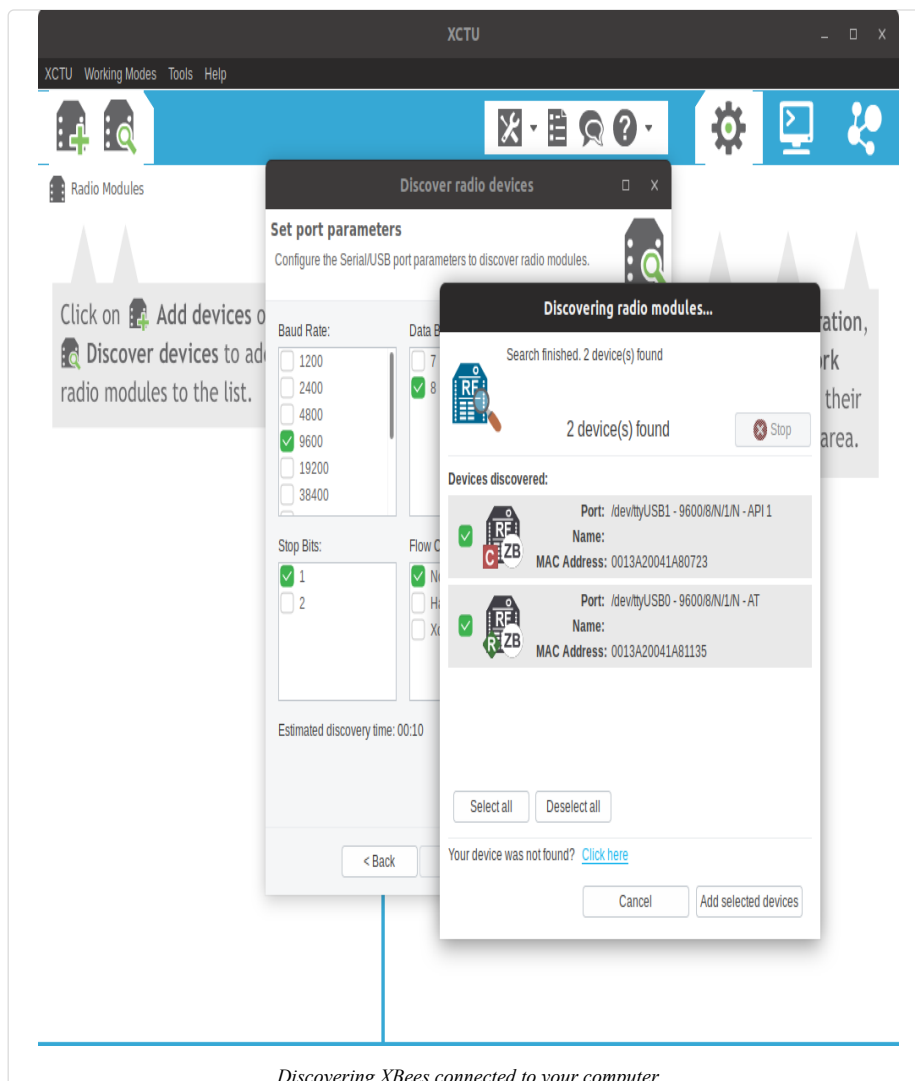 XCTU
XCTU Working Modes Tools Help
Radio Modules
Click on Add devices o
Discover devices to ad
radio modules to the list.
ation,
rk
their
area.
Discover radio devices
Set port parameters
Configure the Serial/USB port parameters to discover radio modules.
Baud Rate:
1200
2400
4800
9600
19200
38400
Data B
7
8
Stop Bits:
1
2
Flow C
N
Ha
Xo
Estimated discovery time: 00:10
< Back
Discovering radio modules...
Search finished. 2 device(s) found
2 device(s) found
Stop
Devices discovered:
RF
C ZB
Port: /dev/ttyUSB1 - 9600/8/N/1/N - API 1
Name:
MAC Address: 0013A20041A80723
RF
R ZB
Port: /dev/ttyUSB0 - 9600/8/N/1/N - AT
Name:
MAC Address: 0013A20041A81135
Select all Deselect all
Your device was not found? Click here
Cancel Add selected devices
Discovering XBees connected to your computer